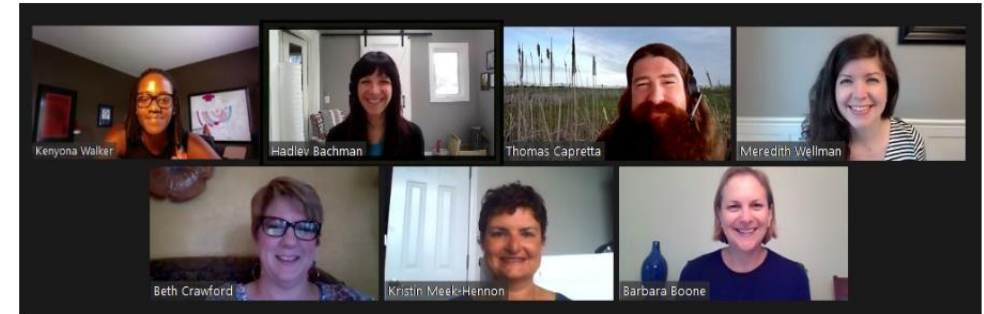 Kenyona Walker
Hadley Bachman
Thomas Capretta
Meredith Wellman
Beth Crawford
Kristin Meek-Hennon
Barbara Boone